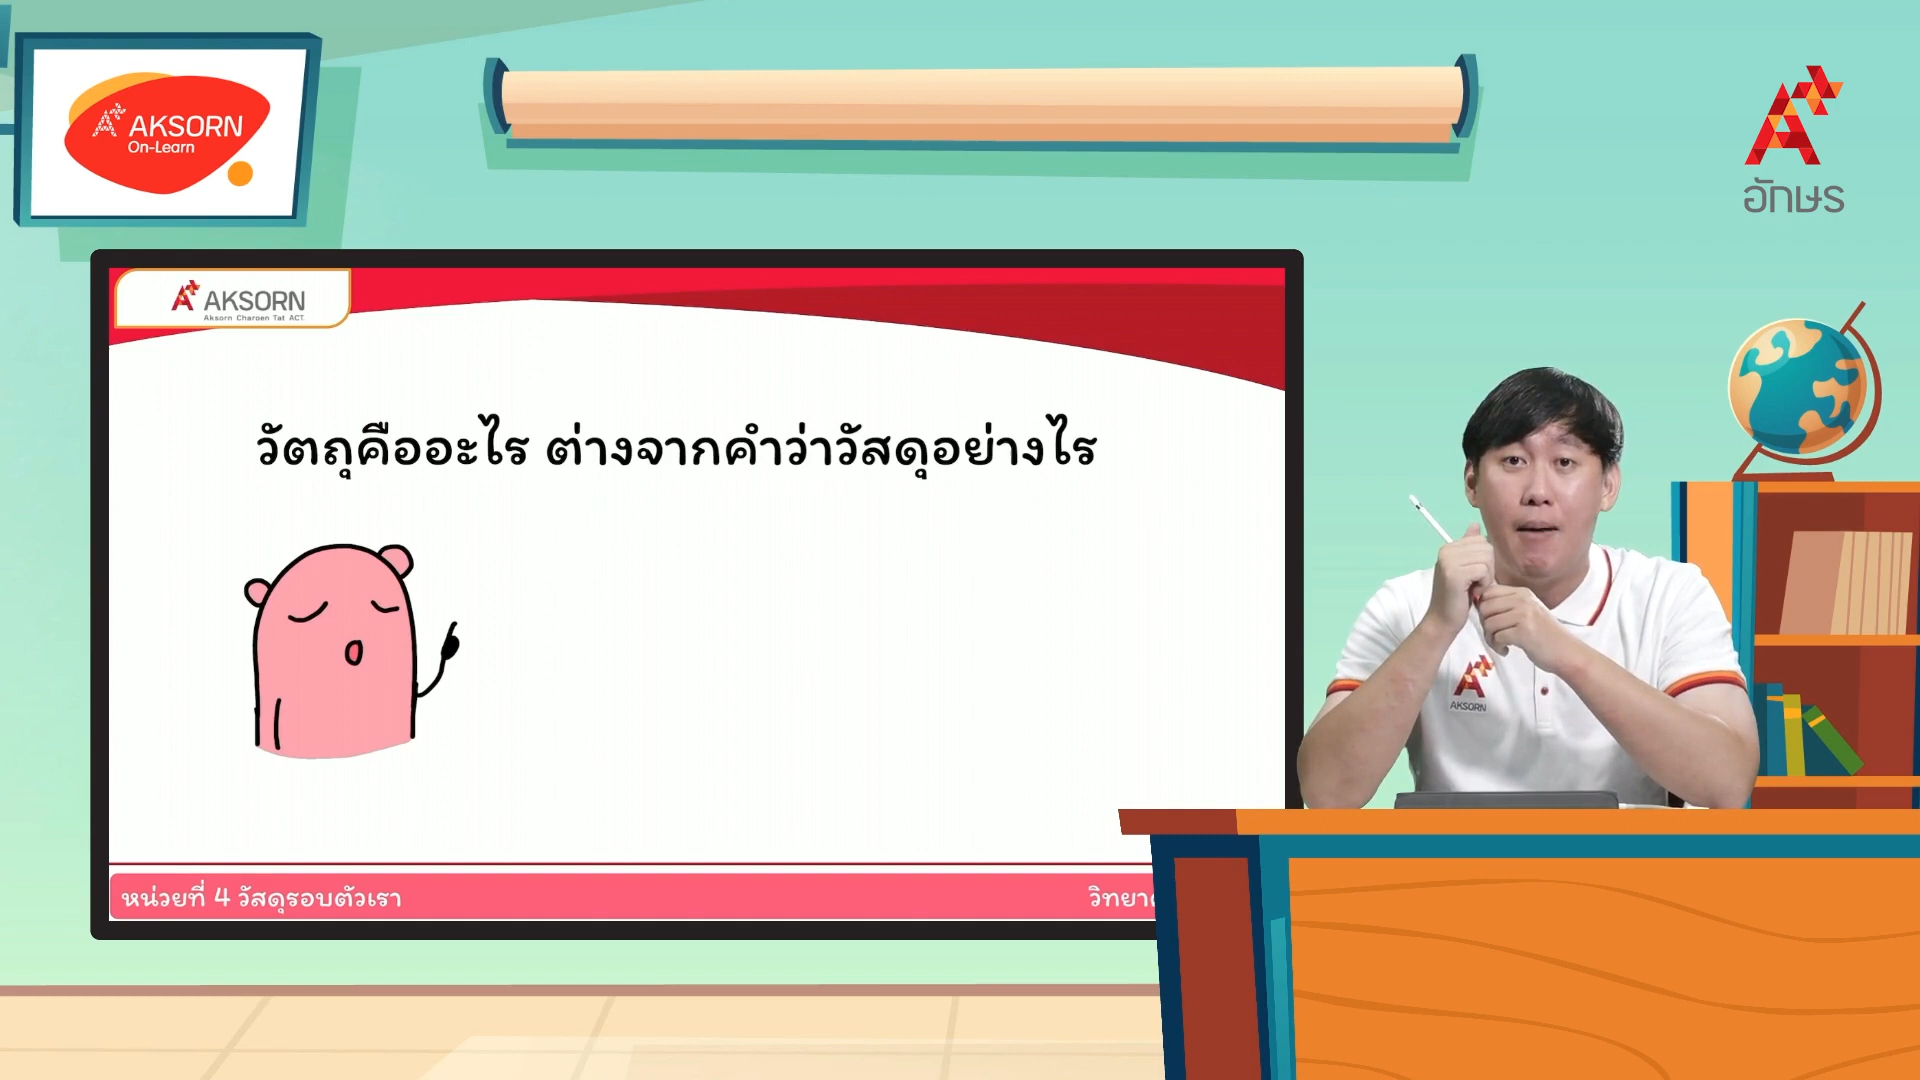 AKSORN
On-Learn
อักษร
AKSORN
Aksorn Charoen Tat ACT.
วัตถุคืออะไร ต่างจากคำว่าวัสดุอย่างไร
AKSORN
หน่วยที่ 4 วัสดุรอบตัวเรา